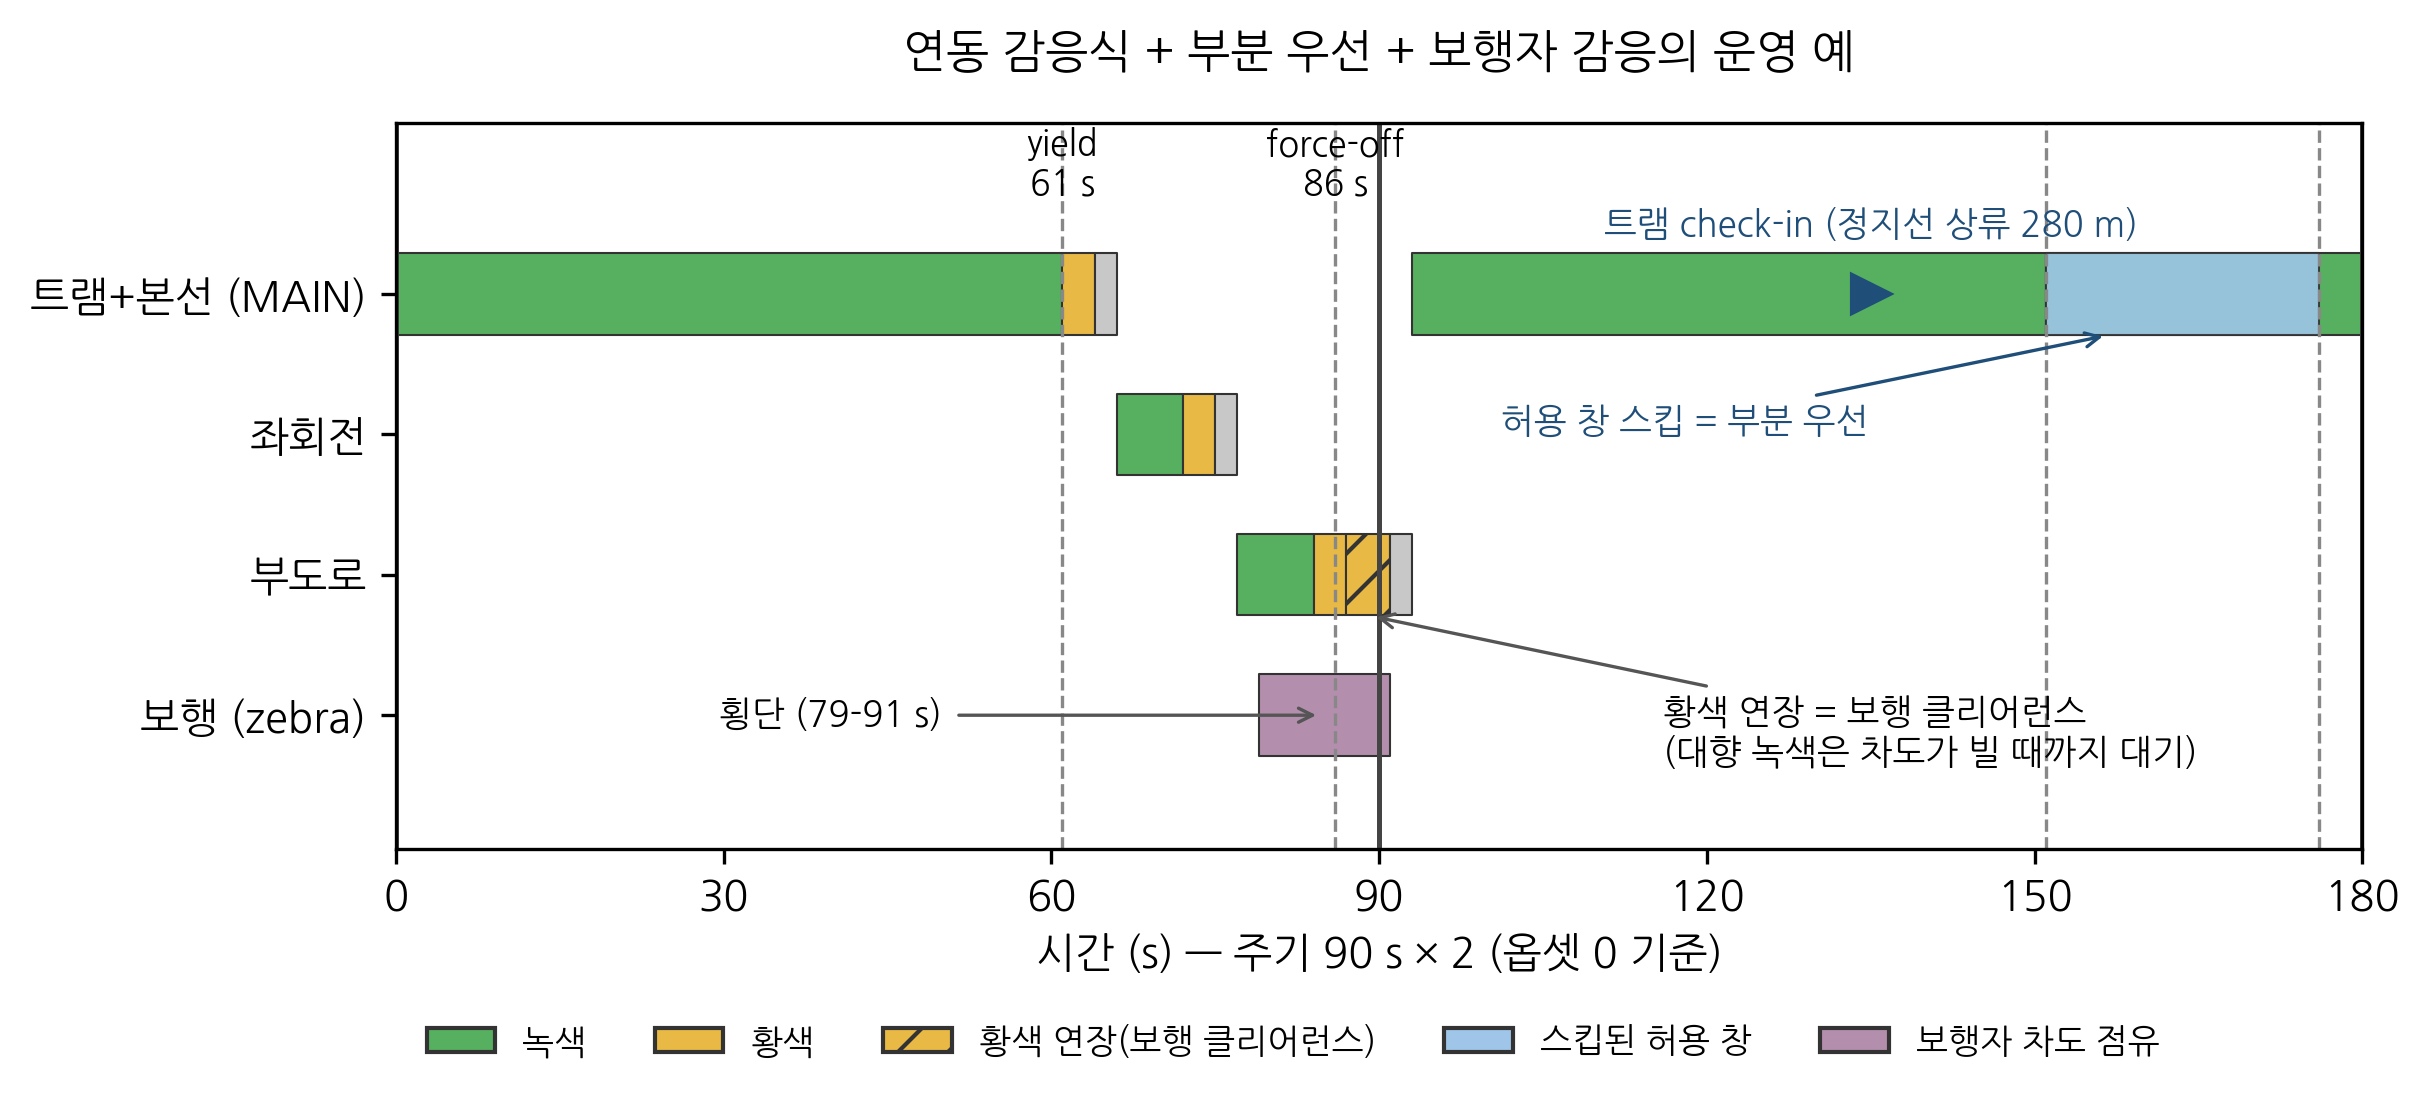 연동 감응식 + 부분 우선 + 보행자 감응의 운영 예
yield
61 s
force-off
86 s
트램 check-in (정지선 상류 280 m)
트램+본선 (MAIN)
허용 창 스킵 = 부분 우선
좌회전
부도로
보행 (zebra)
횡단 (79-91 s)
황색 연장 = 보행 클리어런스
(대향 녹색은 차도가 빌 때까지 대기)
0 30 60 90 120 150 180
시간 (s) — 주기 90 s × 2 (옵셋 0 기준)
녹색 황색 황색 연장(보행 클리어런스) 스킵된 허용 창 보행자 차도 점유